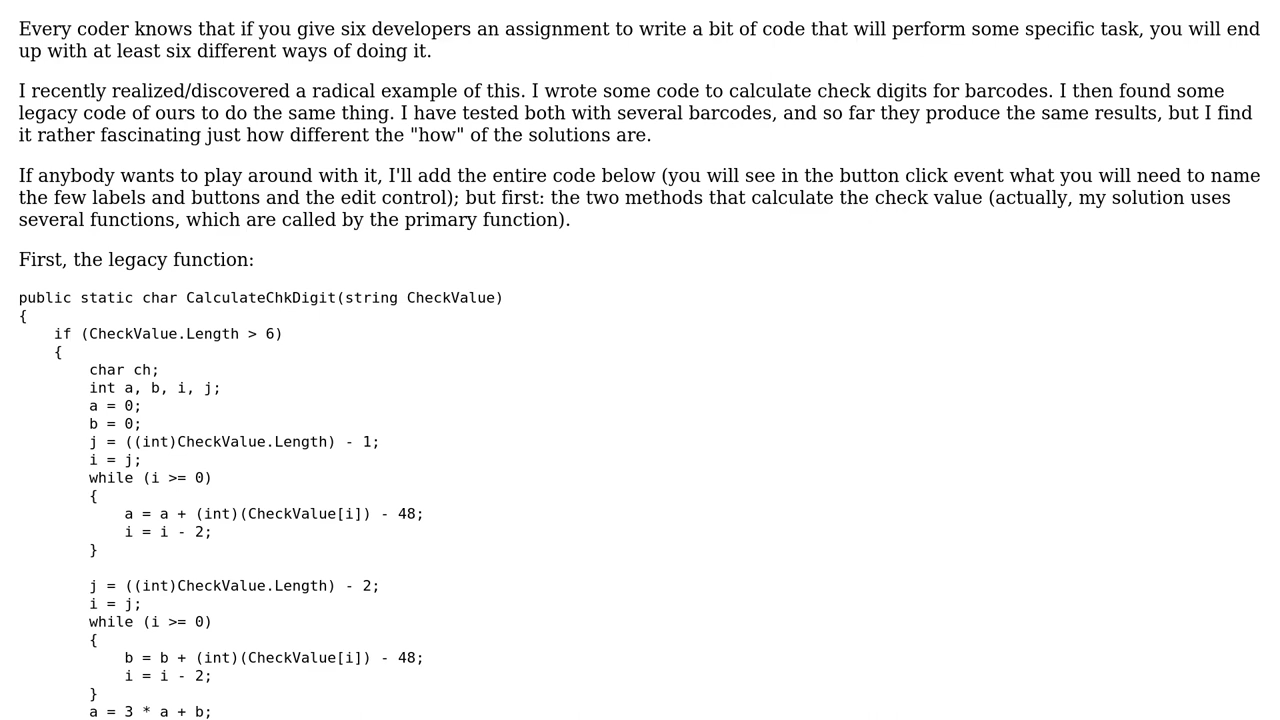 Every coder knows that if you give six developers an assignment to write a bit of code that will perform some specific task, you will end
up with at least six different ways of doing it.
I recently realized/discovered a radical example of this. I wrote some code to calculate check digits for barcodes. I then found some
legacy code of ours to do the same thing. I have tested both with several barcodes, and so far they produce the same results, but I find
it rather fascinating just how different the "how" of the solutions are.
If anybody wants to play around with it, I'll add the entire code below (you will see in the button click event what you will need to name
the few labels and buttons and the edit control); but first: the two methods that calculate the check value (actually, my solution uses
several functions, which are called by the primary function).
First, the legacy function:
public static char CalculateChkDigit(string CheckValue)
{
    if (CheckValue.Length > 6)
    {
        char ch;
        int a, b, i, j;
        a = 0;
        b = 0;
        j = ((int)CheckValue.Length) - 1;
        i = j;
        while (i >= 0)
        {
            a = a + (int)(CheckValue[i]) - 48;
            i = i - 2;
        }
        j = ((int)CheckValue.Length) - 2;
        i = j;
        while (i >= 0)
        {
            b = b + (int)(CheckValue[i]) - 48;
            i = i - 2;
        }
        a = 3 * a + b;